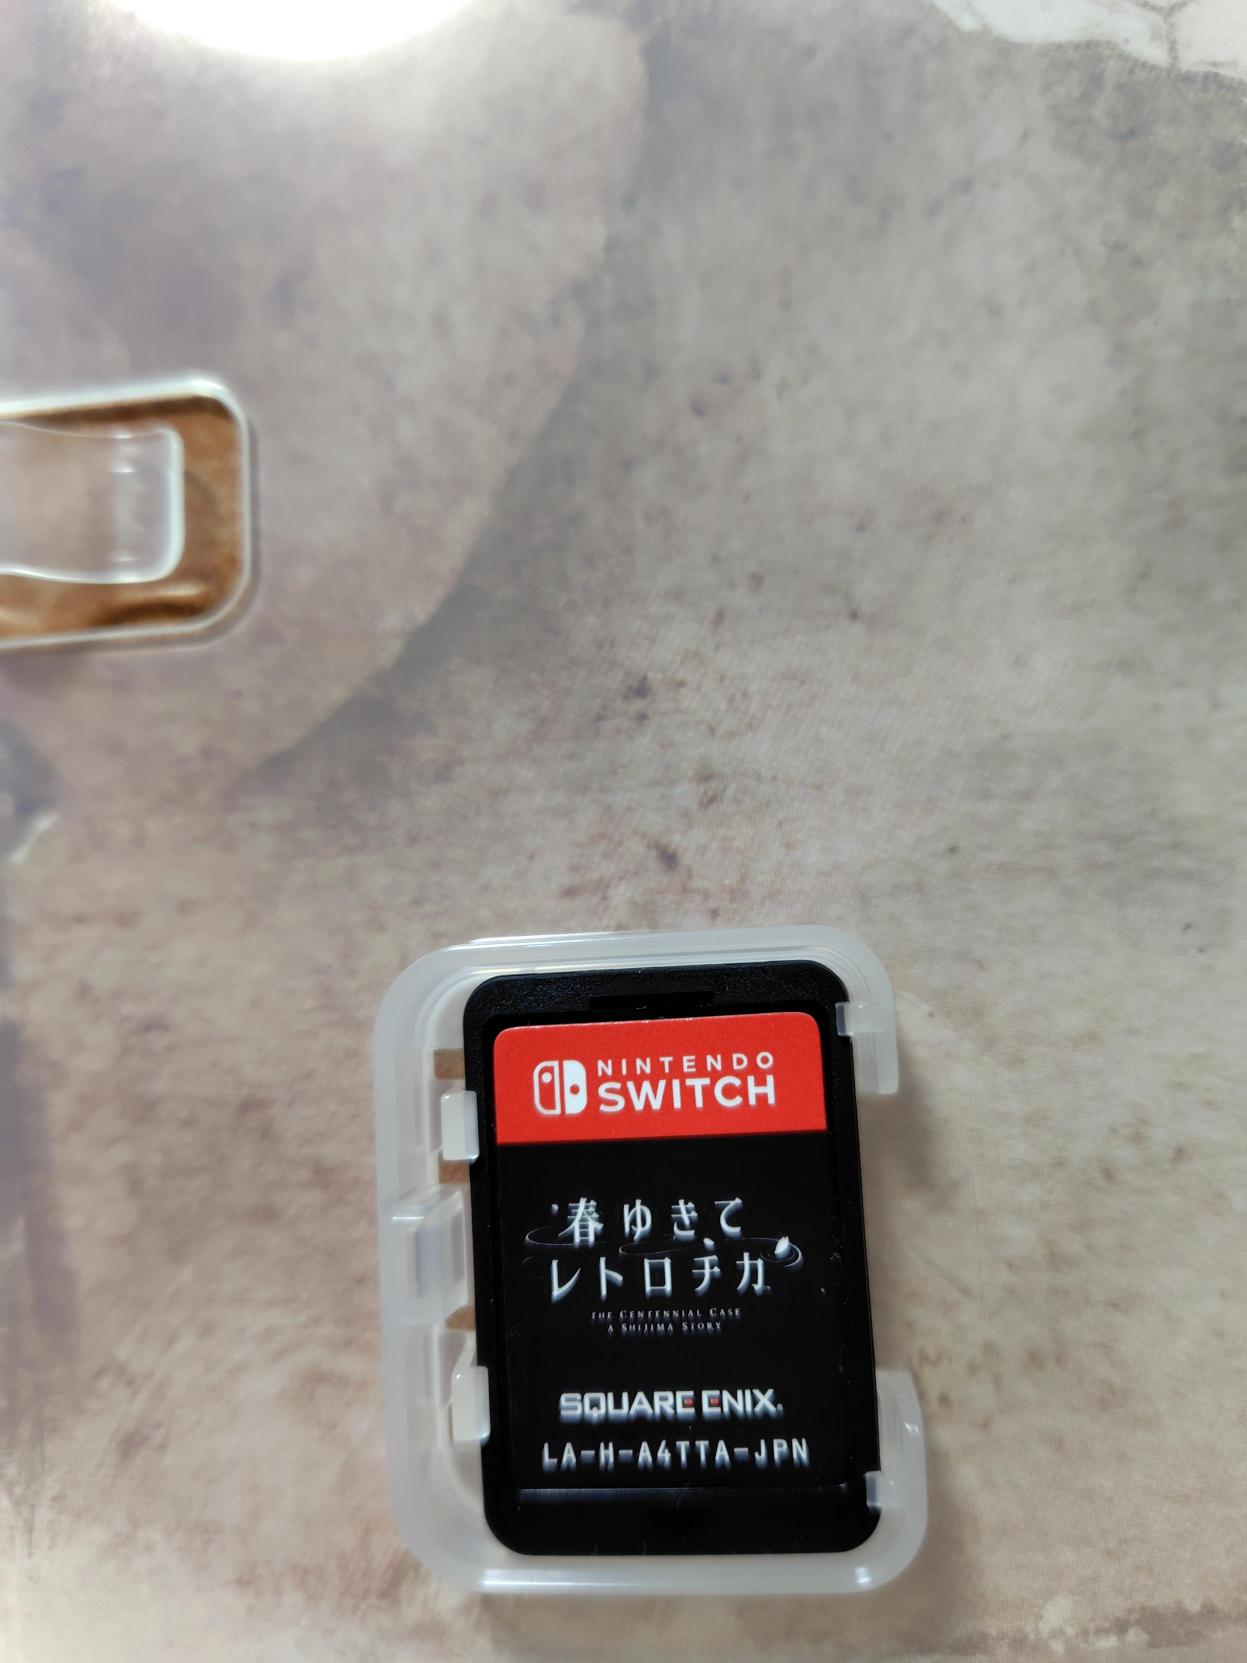 NINTENDO
SWITCH
春ゆきて
レトロチカ
THE CENTENNIAL CASE
A SHIJIMA STORY
SQUARE ENIX
LA-H-A4TTA-JPN